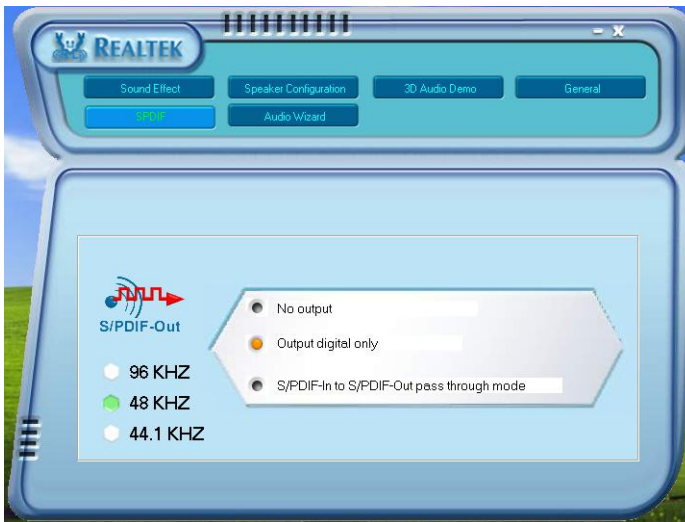 REALTEK
- X
Sound Effect
Speaker Configuration
3D Audio Demo
General
SPDIF
Audio Wizard
S/PDIF-Out
No output
Output digital only
S/PDIF-In to S/PDIF-Out pass through mode
96 KHZ
48 KHZ
44.1 KHZ